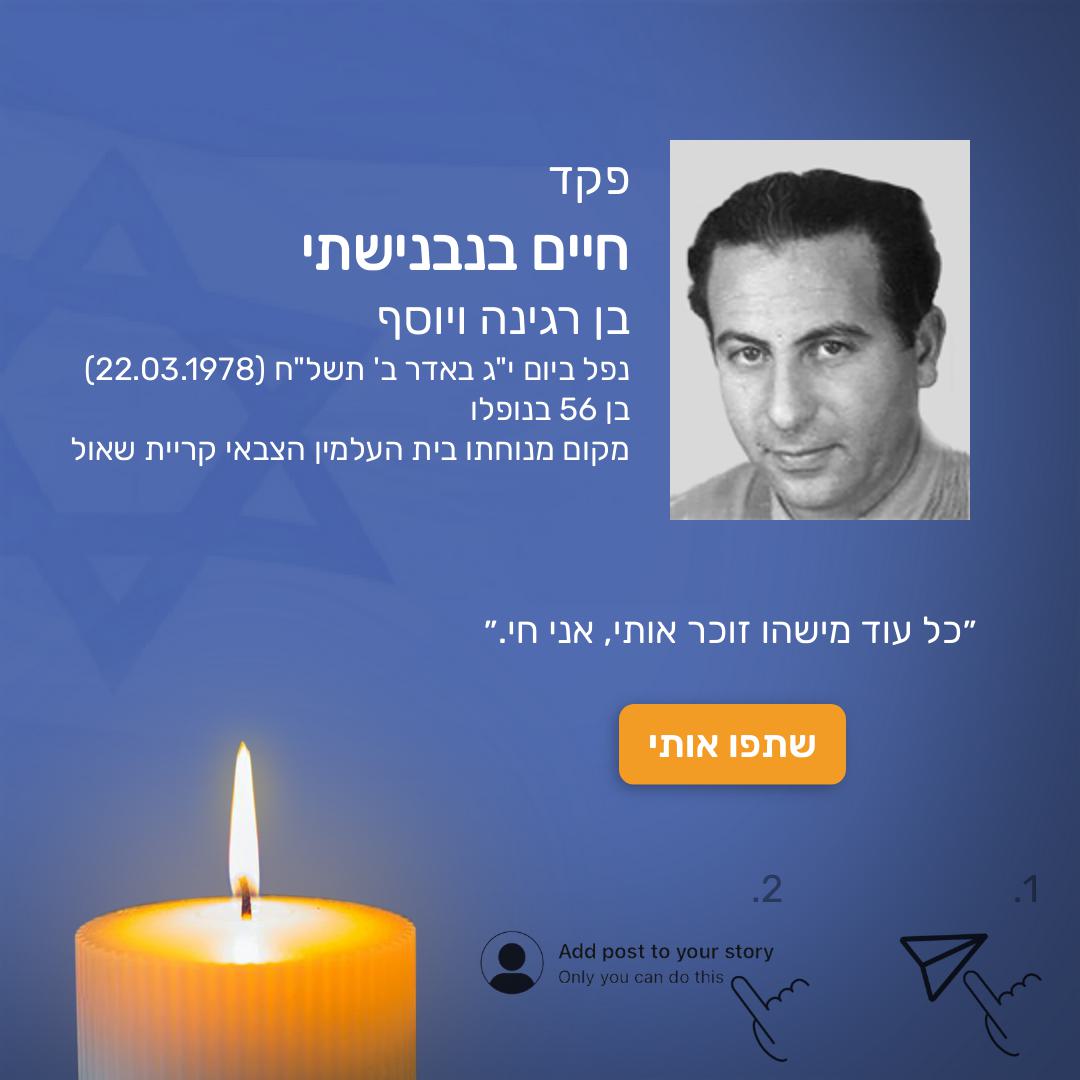 פקד
חיים בנבנישתי
בן רגינה ויוסף
נפל ביום י"ג באדר ב' תשל"ח (22.03.1978)
בן 56 בנופלו
מקום מנוחתו בית העלמין הצבאי קריית שאול
״כל עוד מישהו זוכר אותי, אני חי.״
שתפו אותי
1.
2.
Add post to your story
Only you can do this